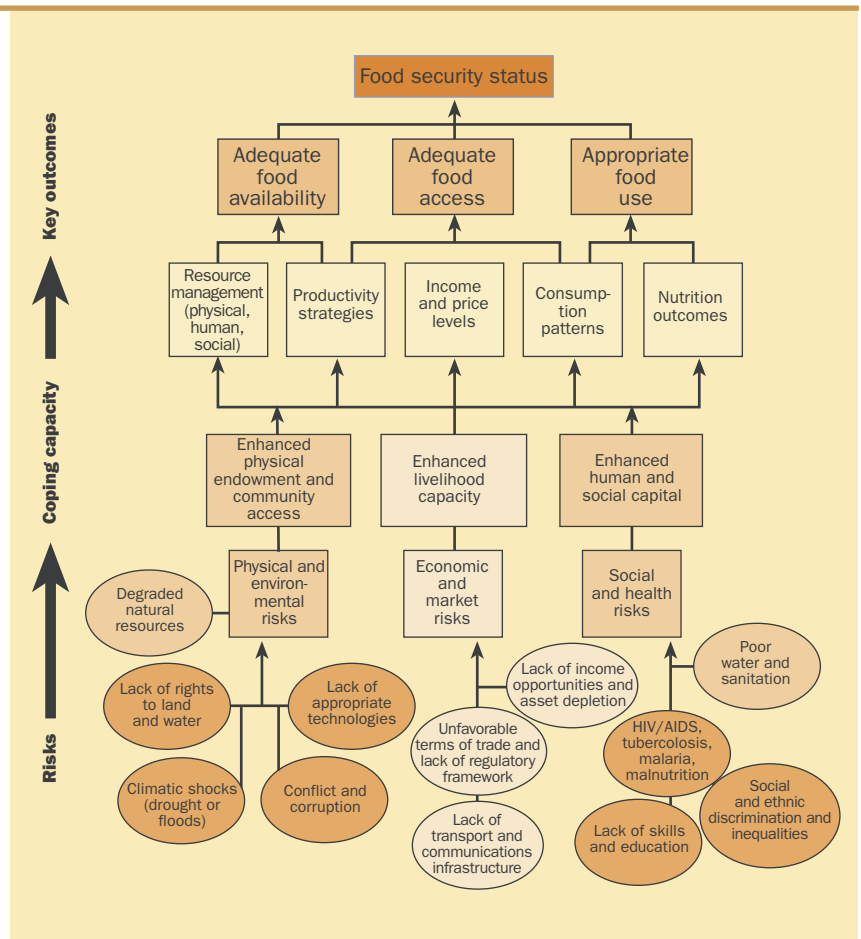 Food security status
Key outcomes
Adequate
food
availability
Adequate
food
access
Appropriate
food
use
Resource
management
(physical,
human,
social)
Productivity
strategies
Income
and price
levels
Consump-
tion
patterns
Nutrition
outcomes
Coping capacity
Enhanced
physical
endowment and
community
access
Enhanced
livelihood
capacity
Enhanced
human and
social capital
Risks
Physical and
environ-
mental
risks
Economic
and
market
risks
Social
and health
risks
Degraded
natural
resources
Lack of rights
to land
and water
Lack of
appropriate
technologies
Climatic shocks
(drought or
floods)
Conflict and
corruption
Lack of income
opportunities and
asset depletion
Unfavorable
terms of trade and
lack of regulatory
framework
Lack of
transport and
communications
infrastructure
Poor
water and
sanitation
HIV/AIDS,
tubercolosis,
malaria,
malnutrition
Social
and ethnic
discrimination and
inequalities
Lack of skills
and education